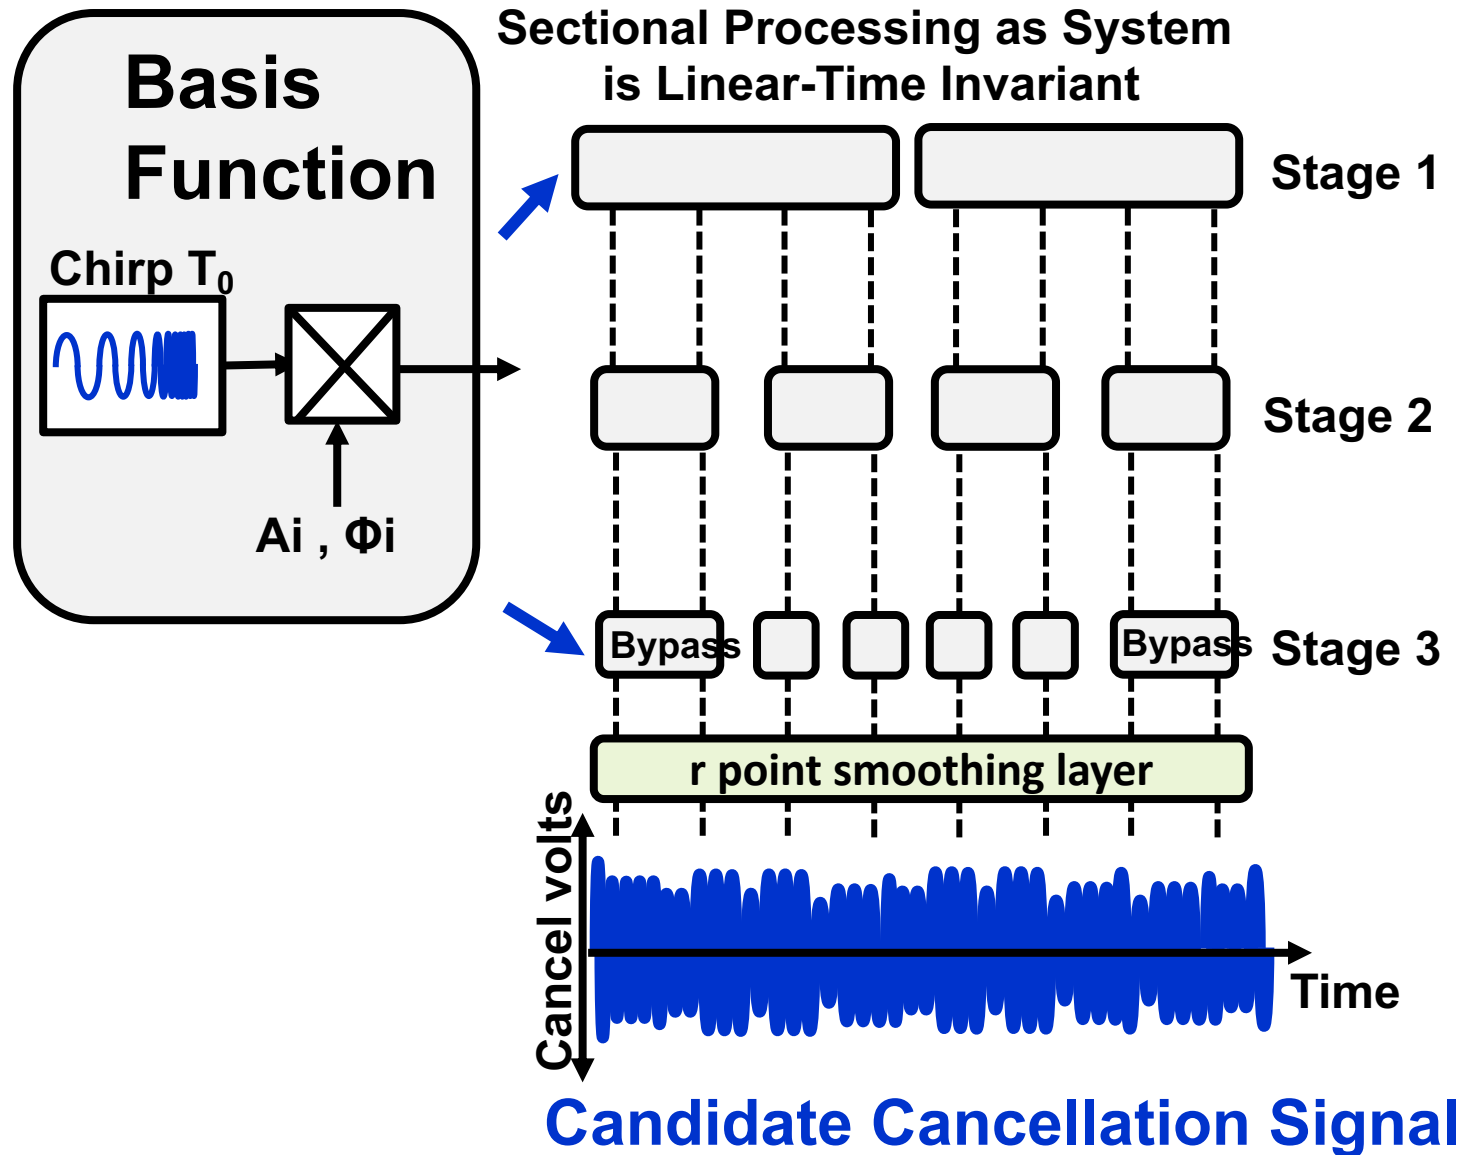 Basis
Function
Chirp T₀
Ai , Φi
Sectional Processing as System
is Linear-Time Invariant
Stage 1
Stage 2
Bypass
Bypass
Stage 3
r point smoothing layer
Cancel volts
Time
Candidate Cancellation Signal